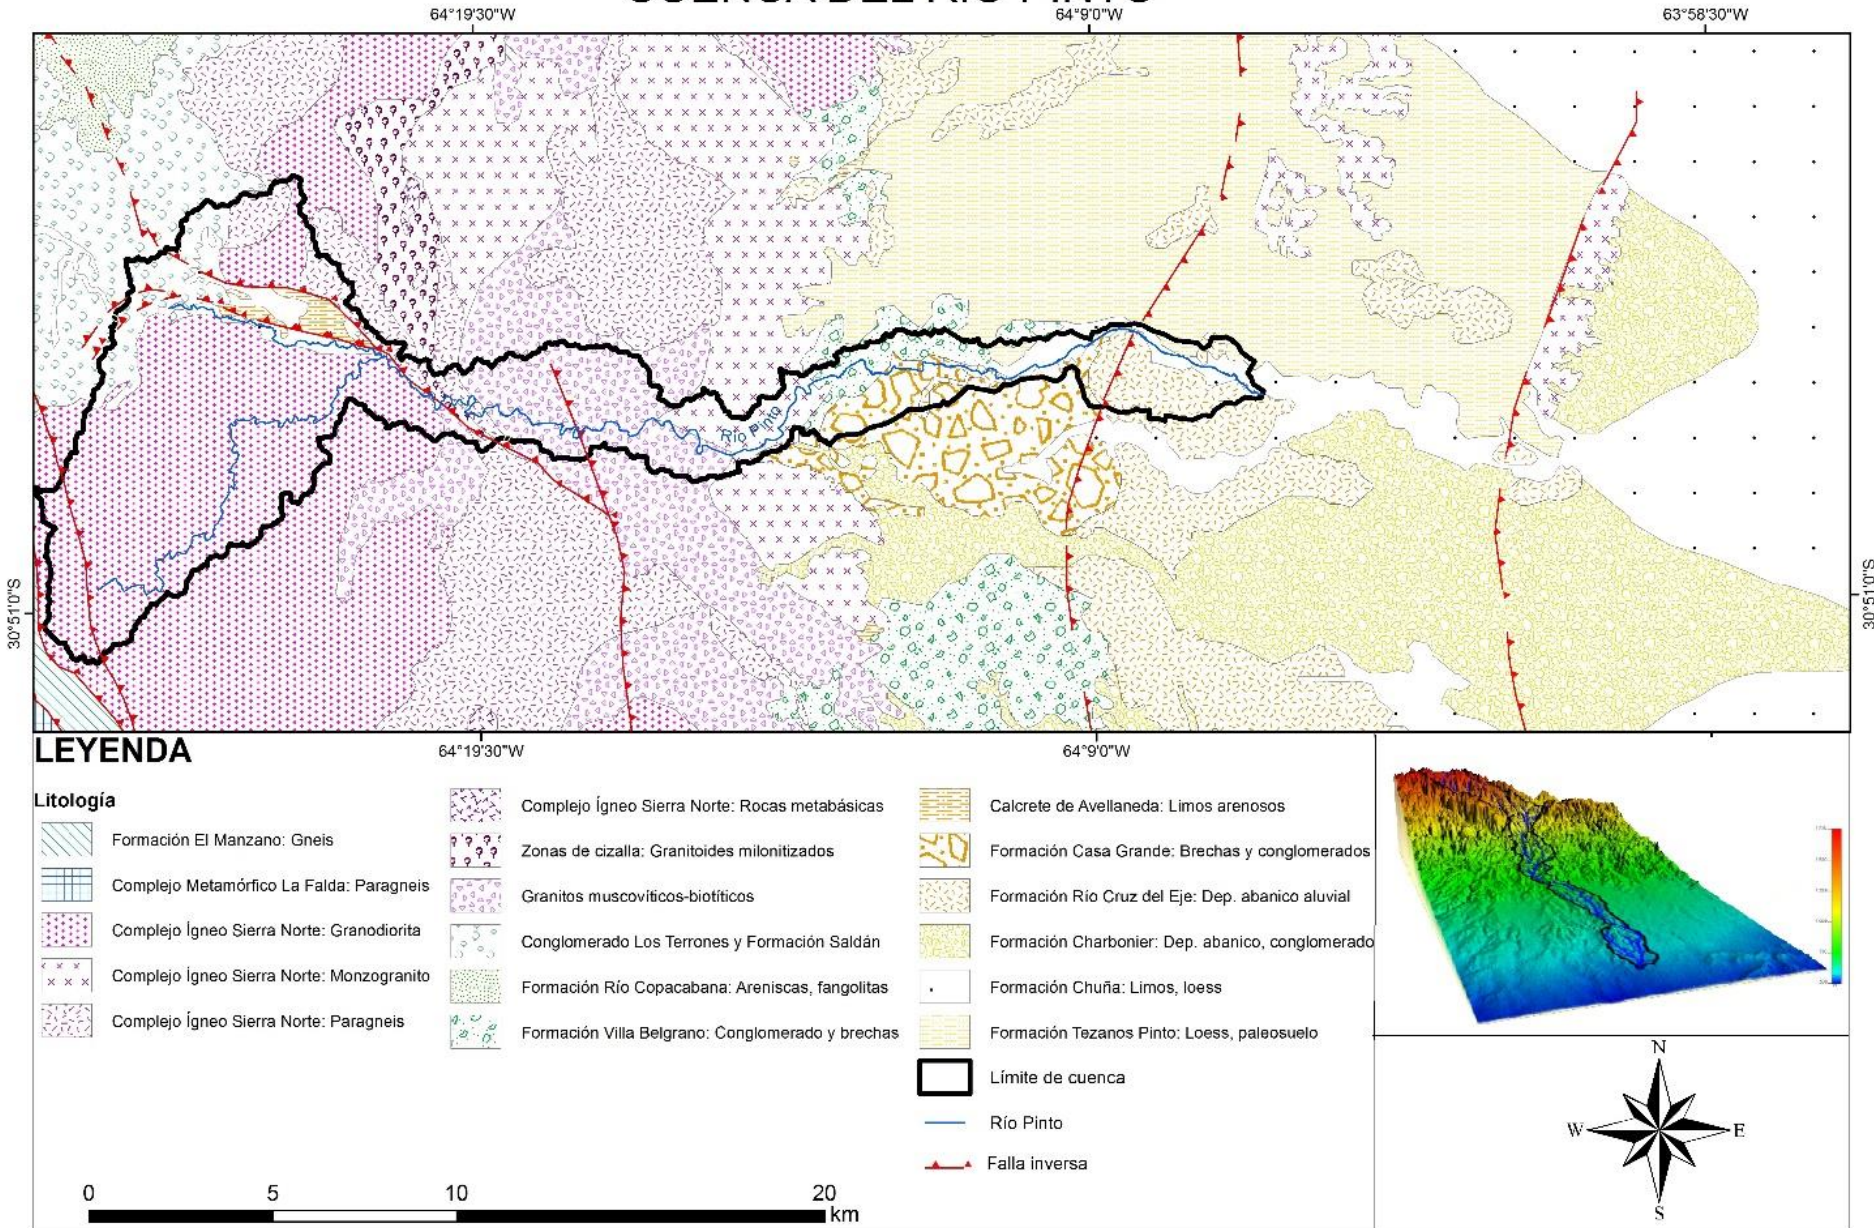 CUENCA DEL RÍO PINTO
64°19'30"W
64°9'0"W
63°58'30"W
30°51'0"S
30°51'0"S
Río Pinto
64°19'30"W
64°9'0"W
LEYENDA
Litología
Formación El Manzano: Gneis
Complejo Metamórfico La Falda: Paragneis
Complejo Ígneo Sierra Norte: Granodiorita
Complejo Ígneo Sierra Norte: Monzogranito
Complejo Ígneo Sierra Norte: Paragneis
Complejo Ígneo Sierra Norte: Rocas metabásicas
Zonas de cizalla: Granitoides milonitizados
Granitos muscovíticos-biotíticos
Conglomerado Los Terrones y Formación Saldán
Formación Río Copacabana: Areniscas, fangolitas
Formación Villa Belgrano: Conglomerado y brechas
Calcrete de Avellaneda: Limos arenosos
Formación Casa Grande: Brechas y conglomerados
Formación Río Cruz del Eje: Dep. abanico aluvial
Formación Charbonier: Dep. abanico, conglomerado
Formación Chuña: Limos, loess
Formación Tezanos Pinto: Loess, paleosuelo
Límite de cuenca
Río Pinto
Falla inversa
N
W
E
S
0 5 10 20
km